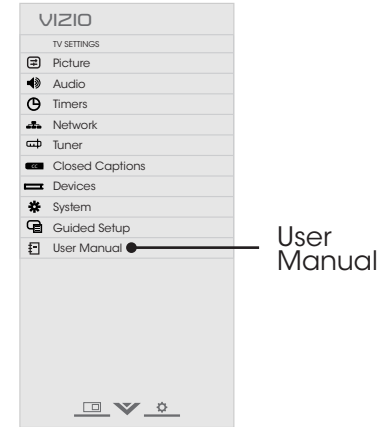 VIZIO
TV SETTINGS
Picture
Audio
Timers
Network
Tuner
CC
Closed Captions
Devices
System
Guided Setup
User Manual
User
Manual